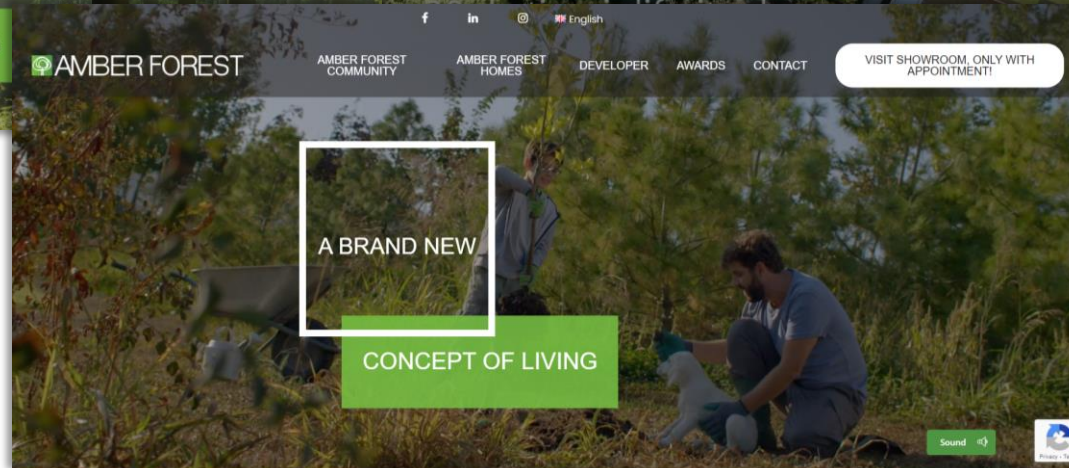 English
AMBER FOREST
AMBER FOREST
COMMUNITY
AMBER FOREST
HOMES
DEVELOPER
AWARDS
CONTACT
VISIT SHOWROOM, ONLY WITH
APPOINTMENT!
A BRAND NEW
CONCEPT OF LIVING
Sound
Privacy